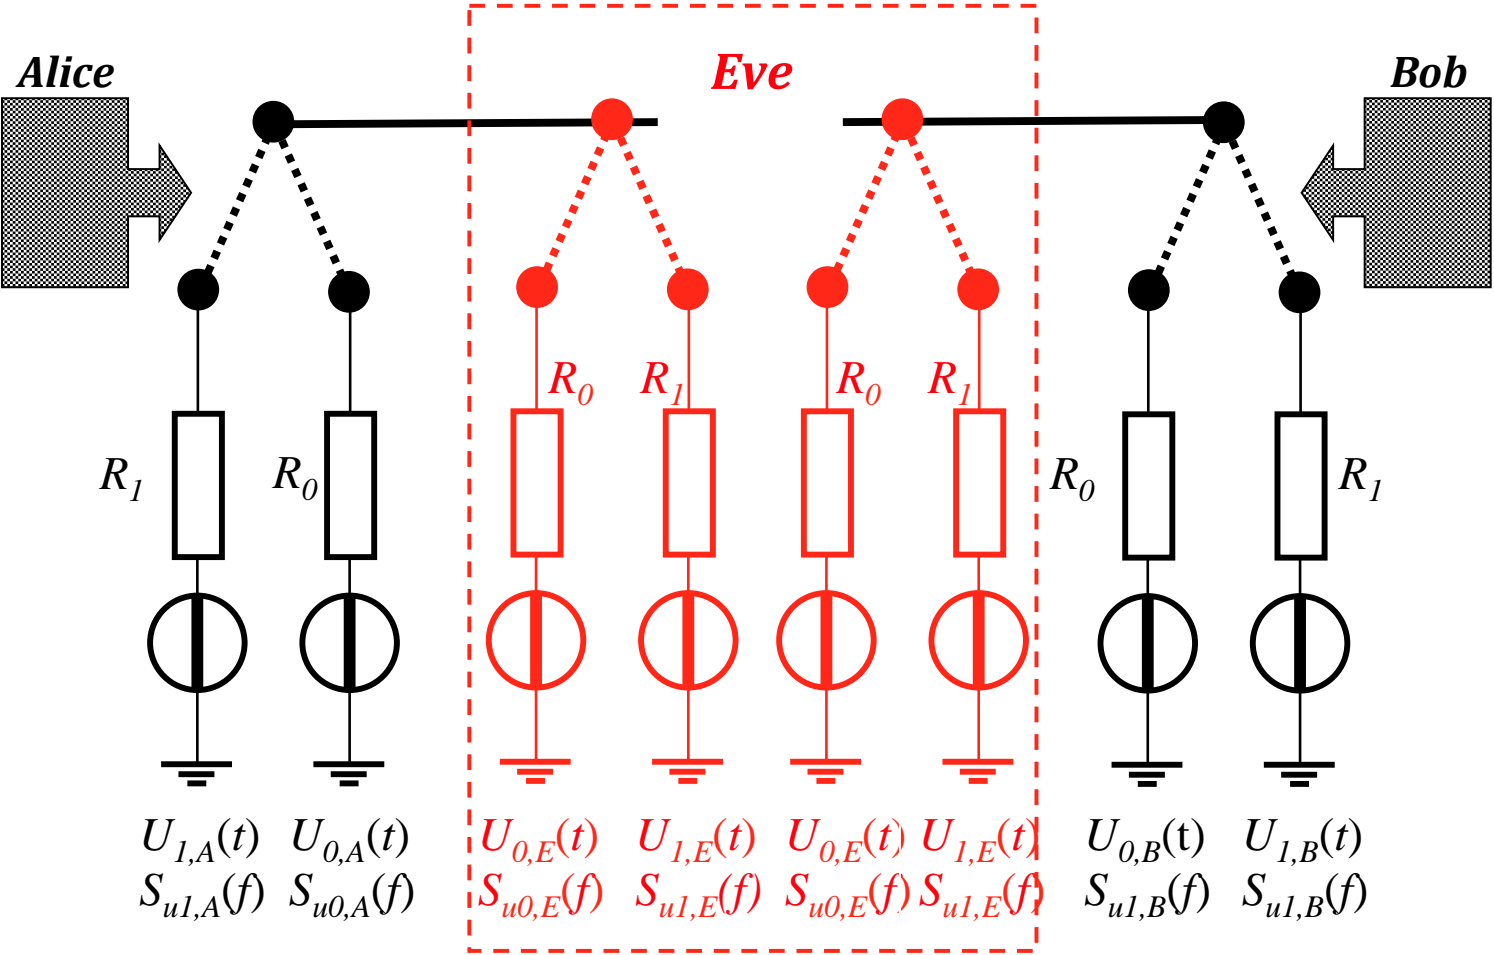 Eve
Alice
Bob
R0 R1 R0 R1
R1 R0 R0 R1
U1,A(t) U0,A(t) U0,E(t) U1,E(t) U0,E(t) U1,E(t) U0,B(t) U1,B(t)
Su1,A(f) Su0,A(f) Su0,E(f) Su1,E(f) Su0,E(f) Su1,E(f) Su1,B(f) Su1,B(f)